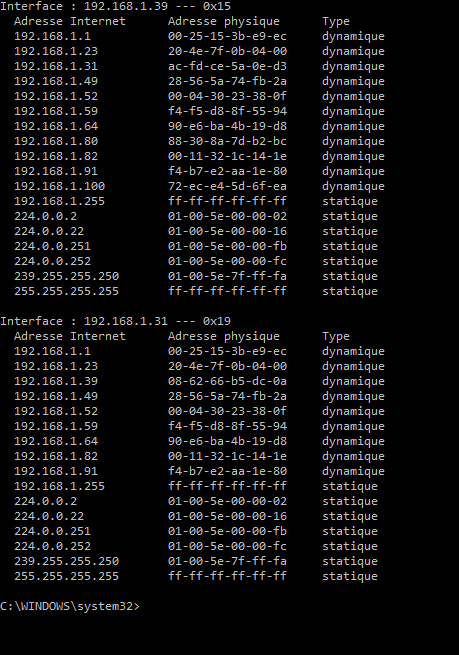 Interface : 192.168.1.39 --- 0x15
Adresse Internet Adresse physique Type
192.168.1.1 00-25-15-3b-e9-ec dynamique
192.168.1.23 20-4e-7f-0b-04-00 dynamique
192.168.1.31 ac-fd-ce-5a-0e-d3 dynamique
192.168.1.49 28-56-5a-74-fb-2a dynamique
192.168.1.52 00-04-30-23-38-0f dynamique
192.168.1.59 f4-f5-d8-8f-55-94 dynamique
192.168.1.64 90-e6-ba-4b-19-d8 dynamique
192.168.1.80 88-30-8a-7d-b2-bc dynamique
192.168.1.82 00-11-32-1c-14-1e dynamique
192.168.1.91 f4-b7-e2-aa-1e-80 dynamique
192.168.1.100 72-ec-e4-5d-6f-ea dynamique
192.168.1.255 ff-ff-ff-ff-ff-ff statique
224.0.0.2 01-00-5e-00-00-02 statique
224.0.0.22 01-00-5e-00-00-16 statique
224.0.0.251 01-00-5e-00-00-fb statique
224.0.0.252 01-00-5e-00-00-fc statique
239.255.255.250 01-00-5e-7f-ff-fa statique
255.255.255.255 ff-ff-ff-ff-ff-ff statique
Interface : 192.168.1.31 --- 0x19
Adresse Internet Adresse physique Type
192.168.1.1 00-25-15-3b-e9-ec dynamique
192.168.1.23 20-4e-7f-0b-04-00 dynamique
192.168.1.39 08-62-66-b5-dc-0a dynamique
192.168.1.49 28-56-5a-74-fb-2a dynamique
192.168.1.52 00-04-30-23-38-0f dynamique
192.168.1.59 f4-f5-d8-8f-55-94 dynamique
192.168.1.64 90-e6-ba-4b-19-d8 dynamique
192.168.1.82 00-11-32-1c-14-1e dynamique
192.168.1.91 f4-b7-e2-aa-1e-80 dynamique
192.168.1.255 ff-ff-ff-ff-ff-ff statique
224.0.0.2 01-00-5e-00-00-02 statique
224.0.0.22 01-00-5e-00-00-16 statique
224.0.0.251 01-00-5e-00-00-fb statique
224.0.0.252 01-00-5e-00-00-fc statique
239.255.255.250 01-00-5e-7f-ff-fa statique
255.255.255.255 ff-ff-ff-ff-ff-ff statique
C:\WINDOWS\system32>